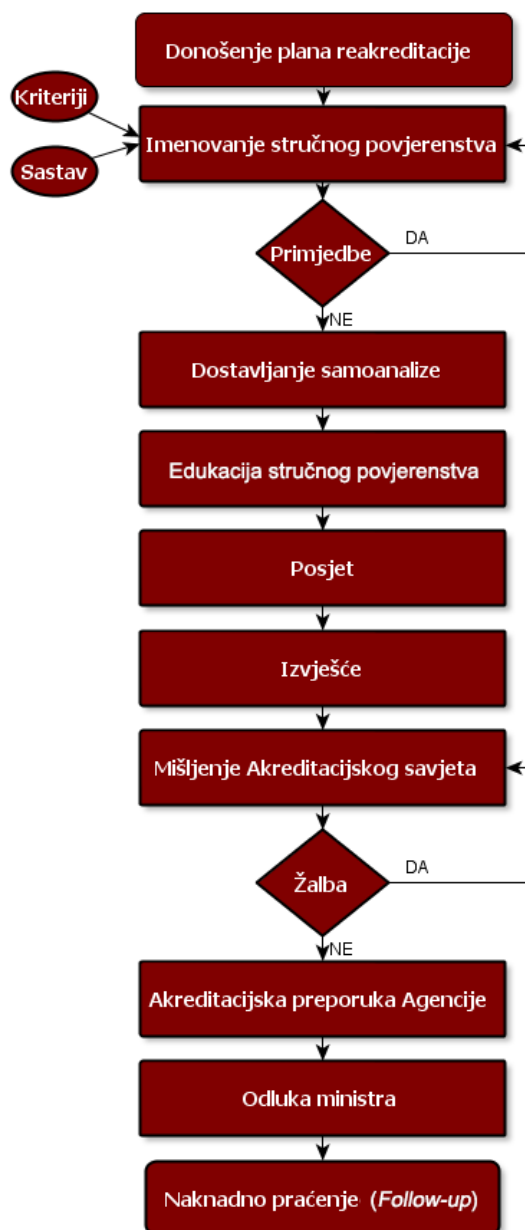 Donošenje plana reakreditacije
Kriteriji
Imenovanje stručnog povjerenstva
Sastav
Primjedbe
DA
NE
Dostavljanje samoanalize
Edukacija stručnog povjerenstva
Posjet
Izvješće
Mišljenje Akreditacijskog savjeta
Žalba
DA
NE
Akreditacijska preporuka Agencije
Odluka ministra
Naknadno praćenje (Follow-up)